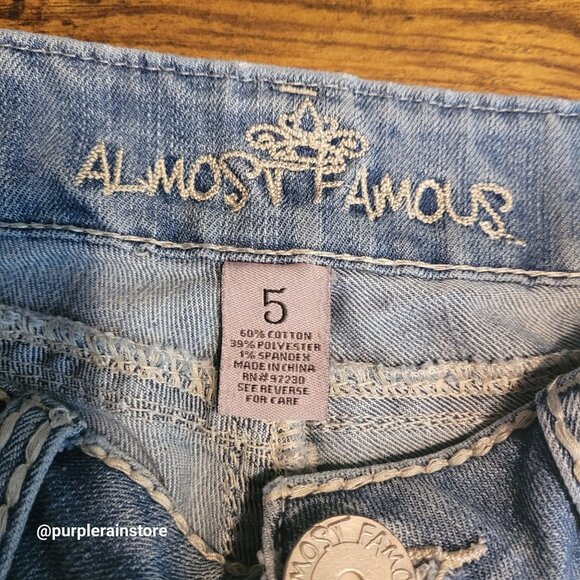 ALMOST FAMOUS
5
60% COTTON
39% POLYESTER
1% SPANDEX
MADE IN CHINA
RN# 97230
SEE REVERSE
FOR CARE
MOST FAMO
@purplerainstore